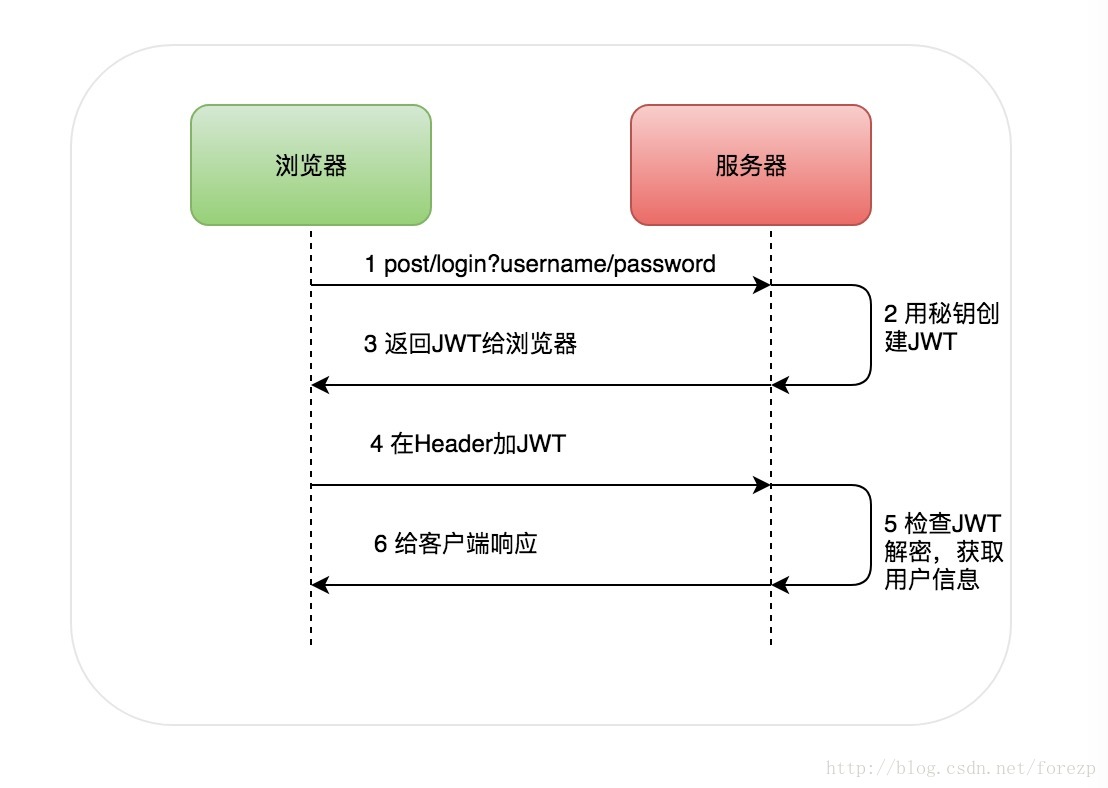 浏览器
服务器
1 post/login?username/password
2 用秘钥创
建JWT
3 返回JWT给浏览器
4 在Header加JWT
5 检查JWT
解密，获取
用户信息
6 给客户端响应
http://blog.csdn.net/forezp